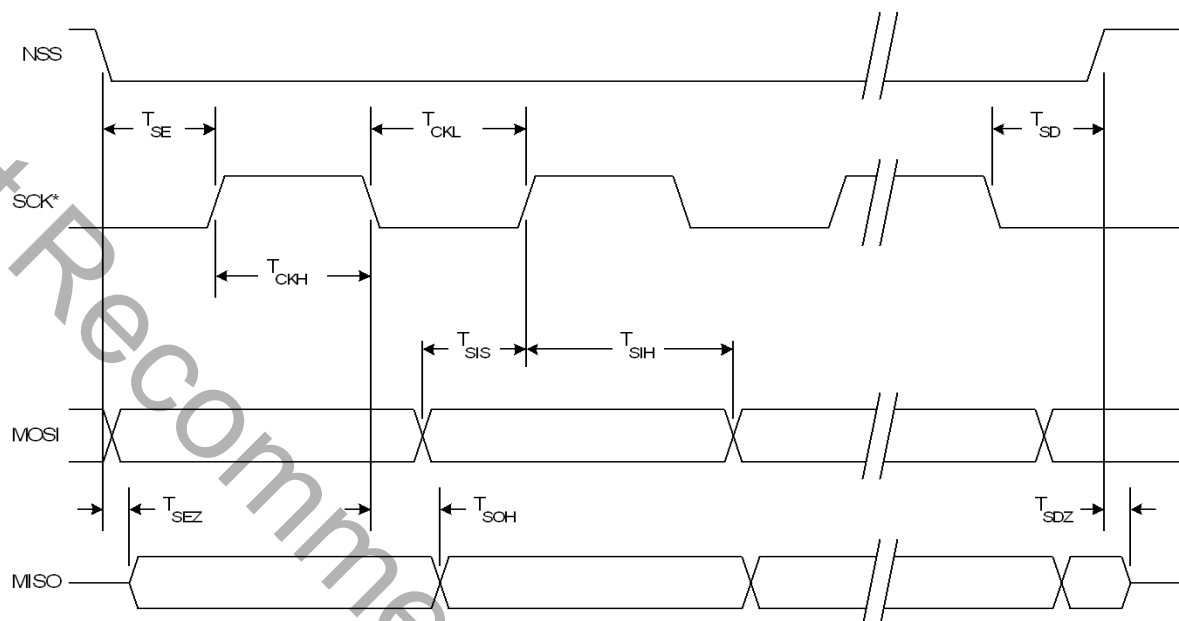 NSS
T_SE
T_CKL
T_SD
SCK*
T_CKH
T_SIS
T_SIH
MOSI
T_SEZ
T_SOH
T_SDZ
MISO
Recomme